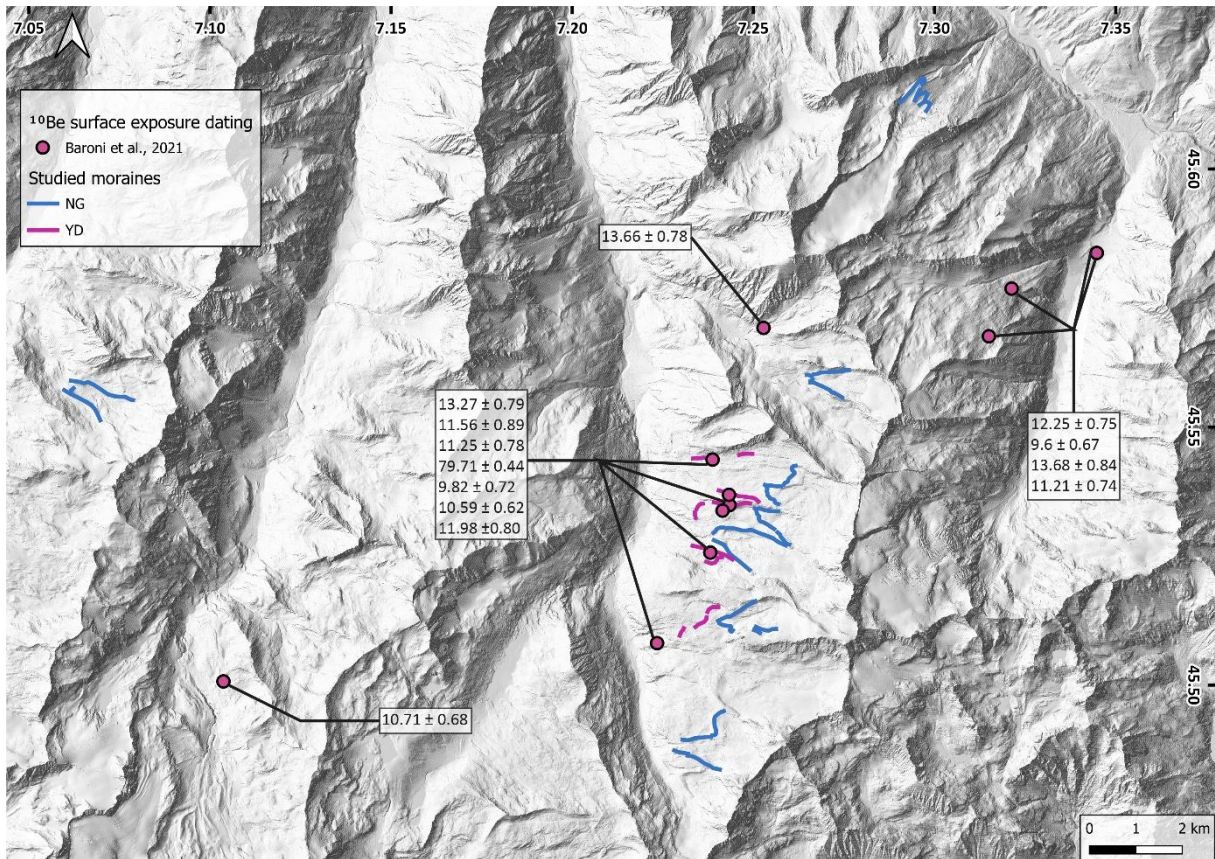 7.05 7.10 7.15 7.20 7.25 7.30 7.35
¹⁰Be surface exposure dating
Baroni et al., 2021
Studied moraines
NG
YD
45.60
13.66 ± 0.78
13.27 ± 0.79
11.56 ± 0.89
11.25 ± 0.78
79.71 ± 0.44
9.82 ± 0.72
10.59 ± 0.62
11.98 ±0.80
12.25 ± 0.75
9.6 ± 0.67
13.68 ± 0.84
11.21 ± 0.74
45.55
45.50
10.71 ± 0.68
0 1 2 km